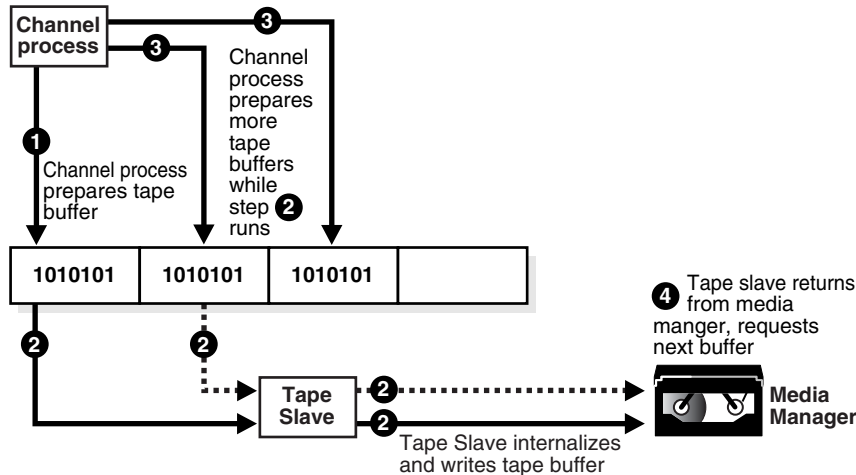 Channel
process
3
3
Channel
process
prepares
more
tape
buffers
while
step 2
runs
1
Channel process
prepares tape
buffer
1010101
1010101
1010101
4 Tape slave returns
from media
manger, requests
next buffer
2
2
Tape
Slave
2
2
Media
Manager
Tape Slave internalizes
and writes tape buffer